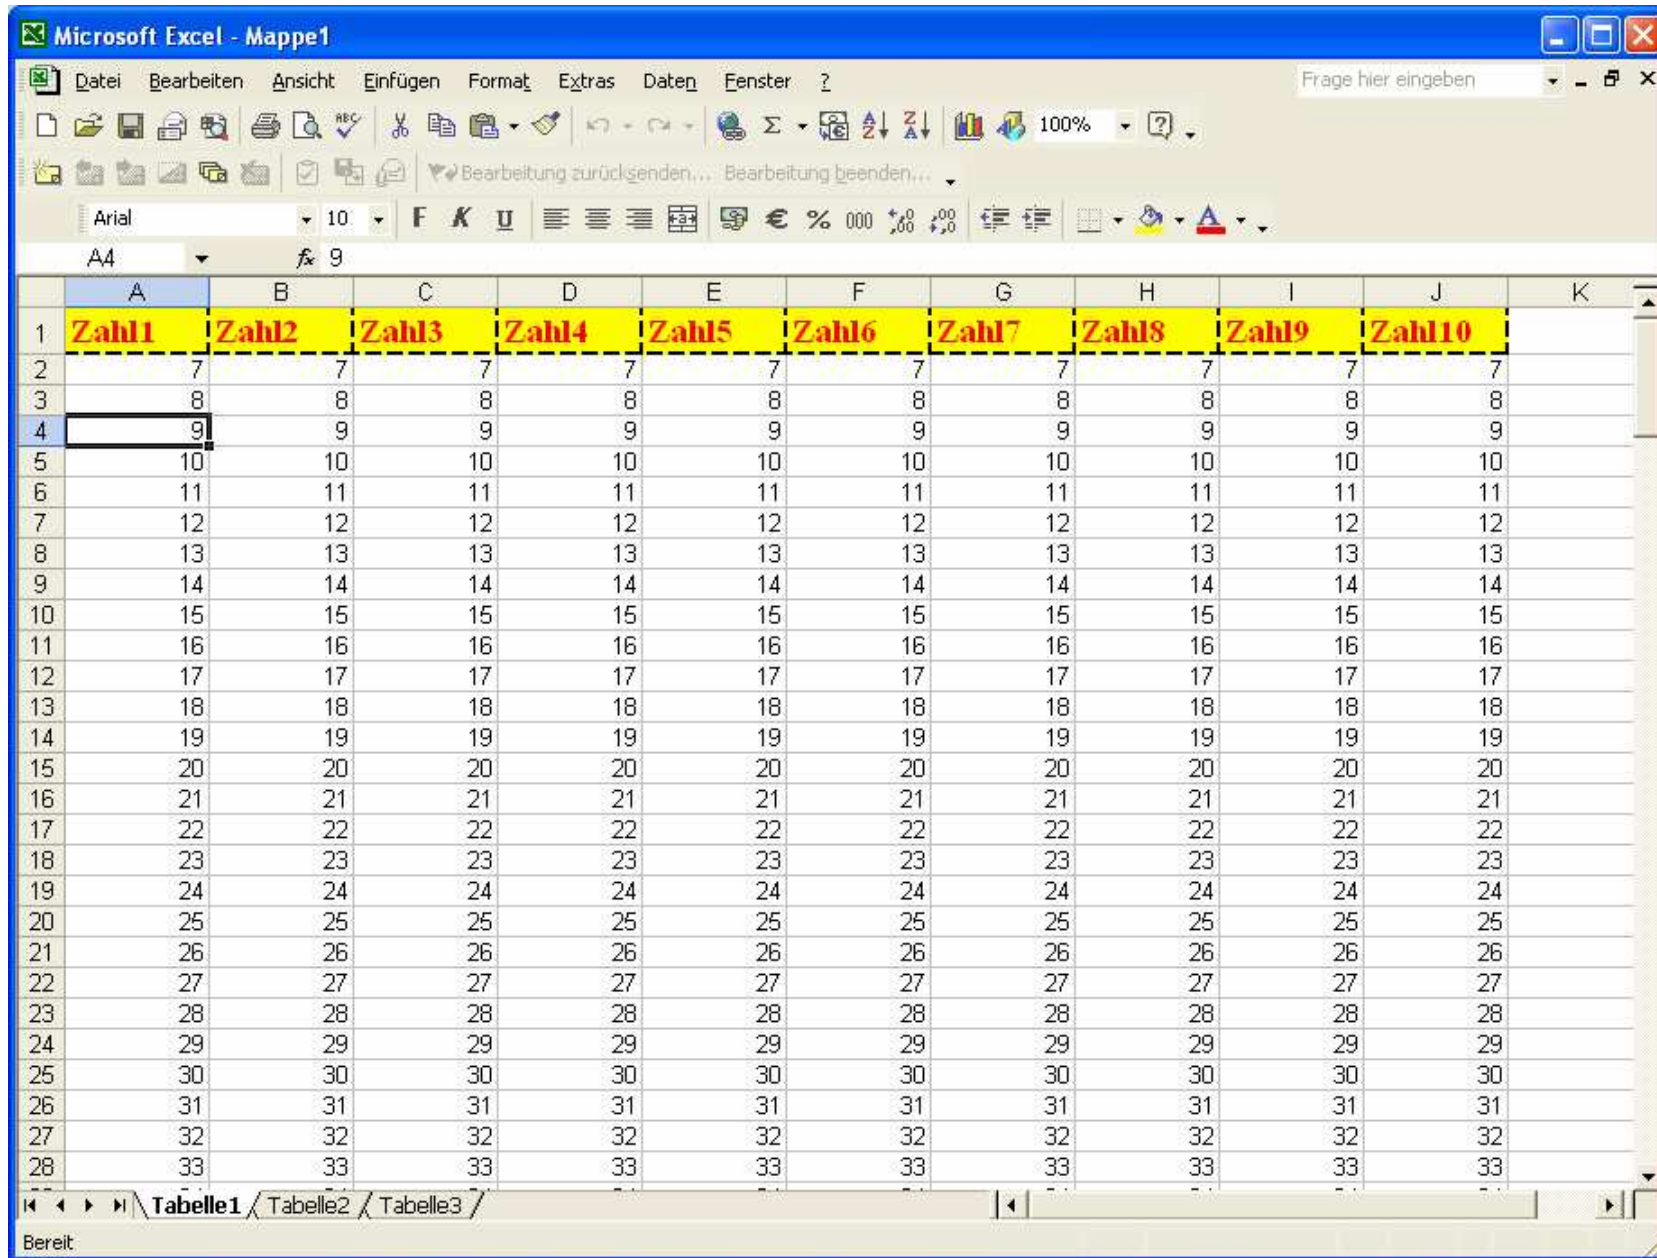 Microsoft Excel - Mappe1
Datei Bearbeiten Ansicht Einfügen Format Extras Daten Fenster ? Frage hier eingeben
ABC Σ A Z Z A 100% ?
Bearbeitung zurücksenden... Bearbeitung beenden...
Arial 10 F K U € % 000 A
A4 fx 9
A B C D E F G H I J K
1 Zahl1 Zahl2 Zahl3 Zahl4 Zahl5 Zahl6 Zahl7 Zahl8 Zahl9 Zahl10
2 7 7 7 7 7 7 7 7 7 7
3 8 8 8 8 8 8 8 8 8 8
4 9 9 9 9 9 9 9 9 9 9
5 10 10 10 10 10 10 10 10 10 10
6 11 11 11 11 11 11 11 11 11 11
7 12 12 12 12 12 12 12 12 12 12
8 13 13 13 13 13 13 13 13 13 13
9 14 14 14 14 14 14 14 14 14 14
10 15 15 15 15 15 15 15 15 15 15
11 16 16 16 16 16 16 16 16 16 16
12 17 17 17 17 17 17 17 17 17 17
13 18 18 18 18 18 18 18 18 18 18
14 19 19 19 19 19 19 19 19 19 19
15 20 20 20 20 20 20 20 20 20 20
16 21 21 21 21 21 21 21 21 21 21
17 22 22 22 22 22 22 22 22 22 22
18 23 23 23 23 23 23 23 23 23 23
19 24 24 24 24 24 24 24 24 24 24
20 25 25 25 25 25 25 25 25 25 25
21 26 26 26 26 26 26 26 26 26 26
22 27 27 27 27 27 27 27 27 27 27
23 28 28 28 28 28 28 28 28 28 28
24 29 29 29 29 29 29 29 29 29 29
25 30 30 30 30 30 30 30 30 30 30
26 31 31 31 31 31 31 31 31 31 31
27 32 32 32 32 32 32 32 32 32 32
28 33 33 33 33 33 33 33 33 33 33
Tabelle1 Tabelle2 Tabelle3
Bereit